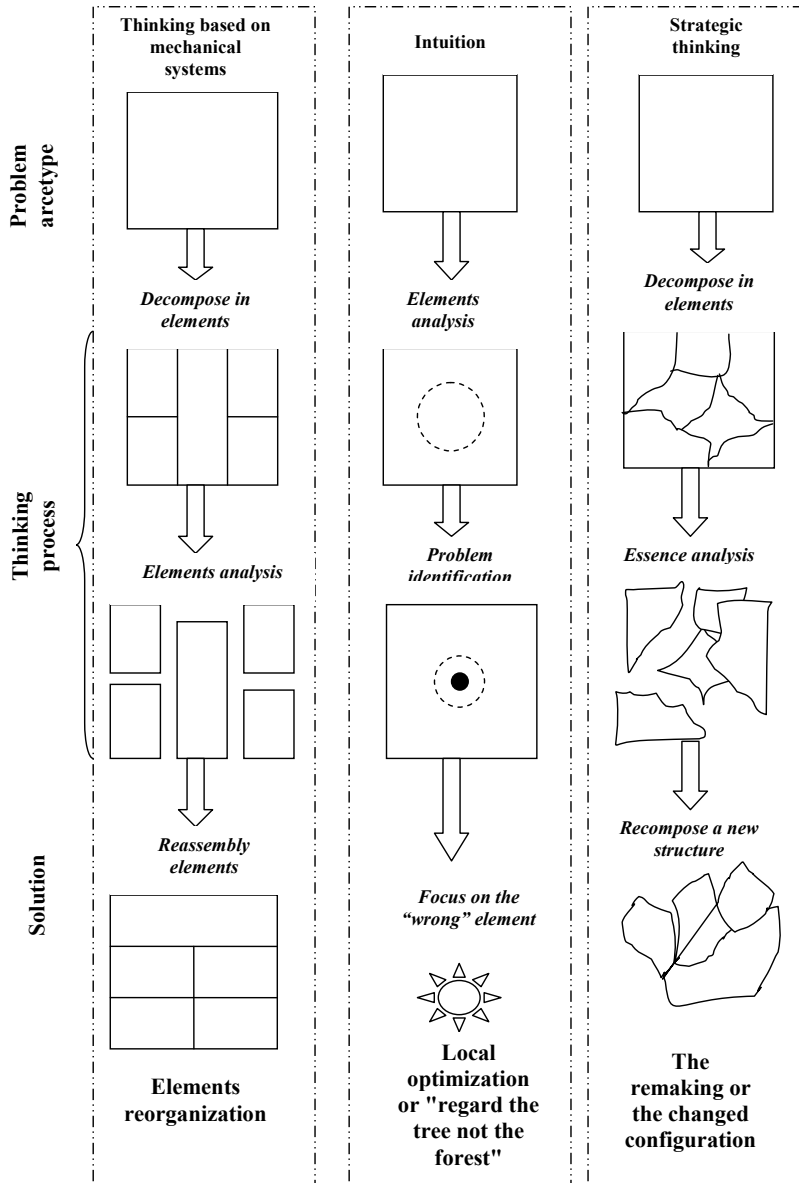 Thinking based on
mechanical
systems
Intuition
Strategic
thinking
Problem
arcetype
Decompose in
elements
Elements
analysis
Decompose in
elements
Thinking
process
Elements analysis
Problem
identification
Essence analysis
Solution
Reassembly
elements
Focus on the
“wrong” element
Recompose a new
structure
Elements
reorganization
Local
optimization
or "regard the
tree not the
forest"
The
remaking or
the changed
configuration